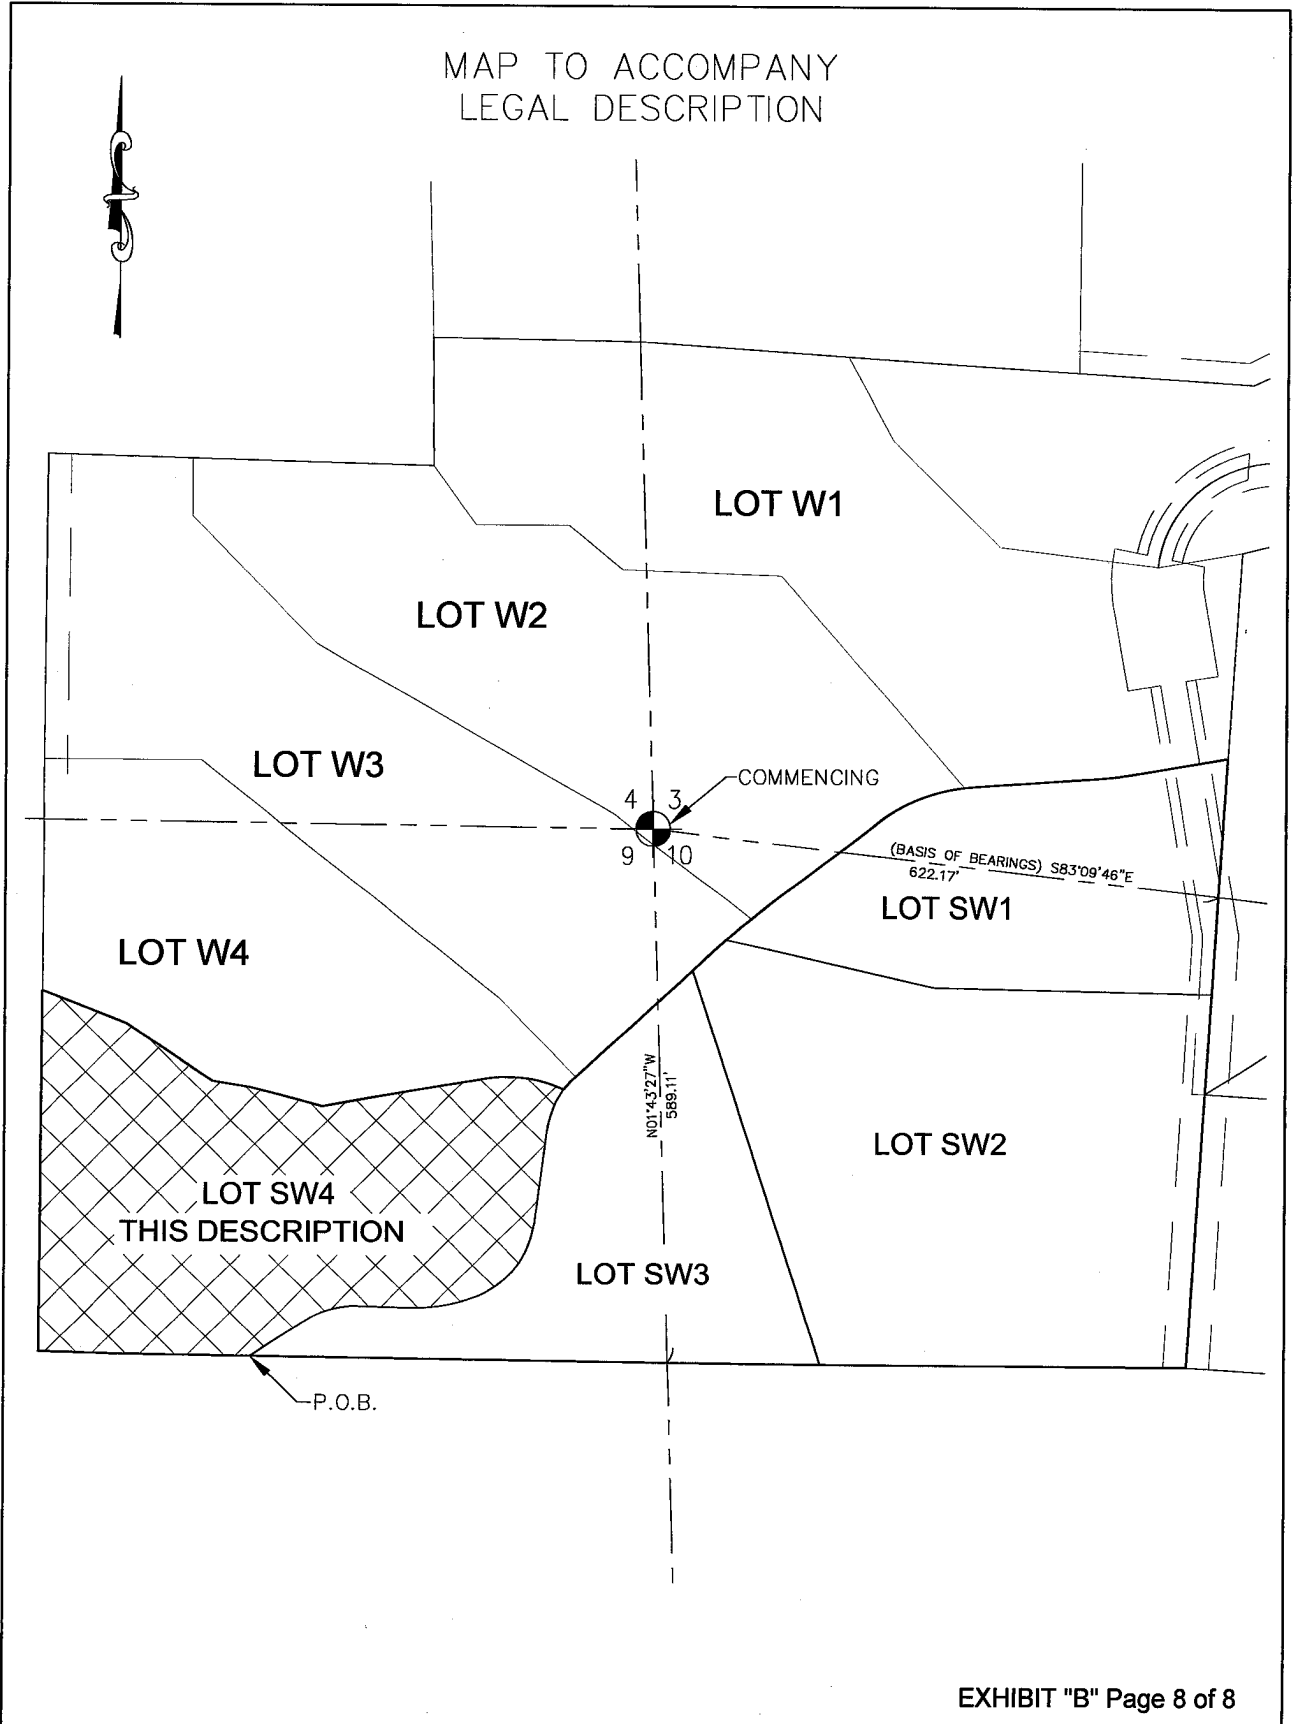 MAP TO ACCOMPANY
LEGAL DESCRIPTION
LOT W1
LOT W2
LOT W3
COMMENCING
4 3
9 10
(BASIS OF BEARINGS) S83°09'46"E
622.17'
LOT SW1
LOT W4
N01°43'27"W
589.11'
LOT SW2
LOT SW4
THIS DESCRIPTION
LOT SW3
P.O.B.
EXHIBIT "B" Page 8 of 8